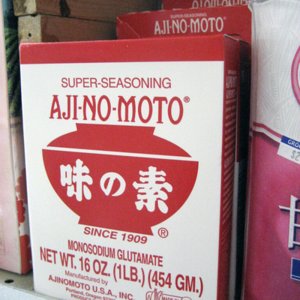 AJI-NO-MOTO®
SUPER-SEASONING
AJI-NO-MOTO®
味の素
®
SINCE 1909
MONOSODIUM GLUTAMATE
NET WT. 16 OZ. (1LB.) (454 GM.)
Manufactured by
AJINOMOTO U.S.A., INC.